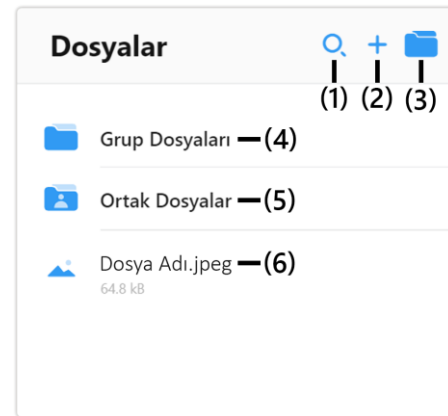 Dosyalar
(1) (2) (3)
Grup Dosyaları (4)
Ortak Dosyalar (5)
Dosya Adı.jpeg (6)
64.8 kB